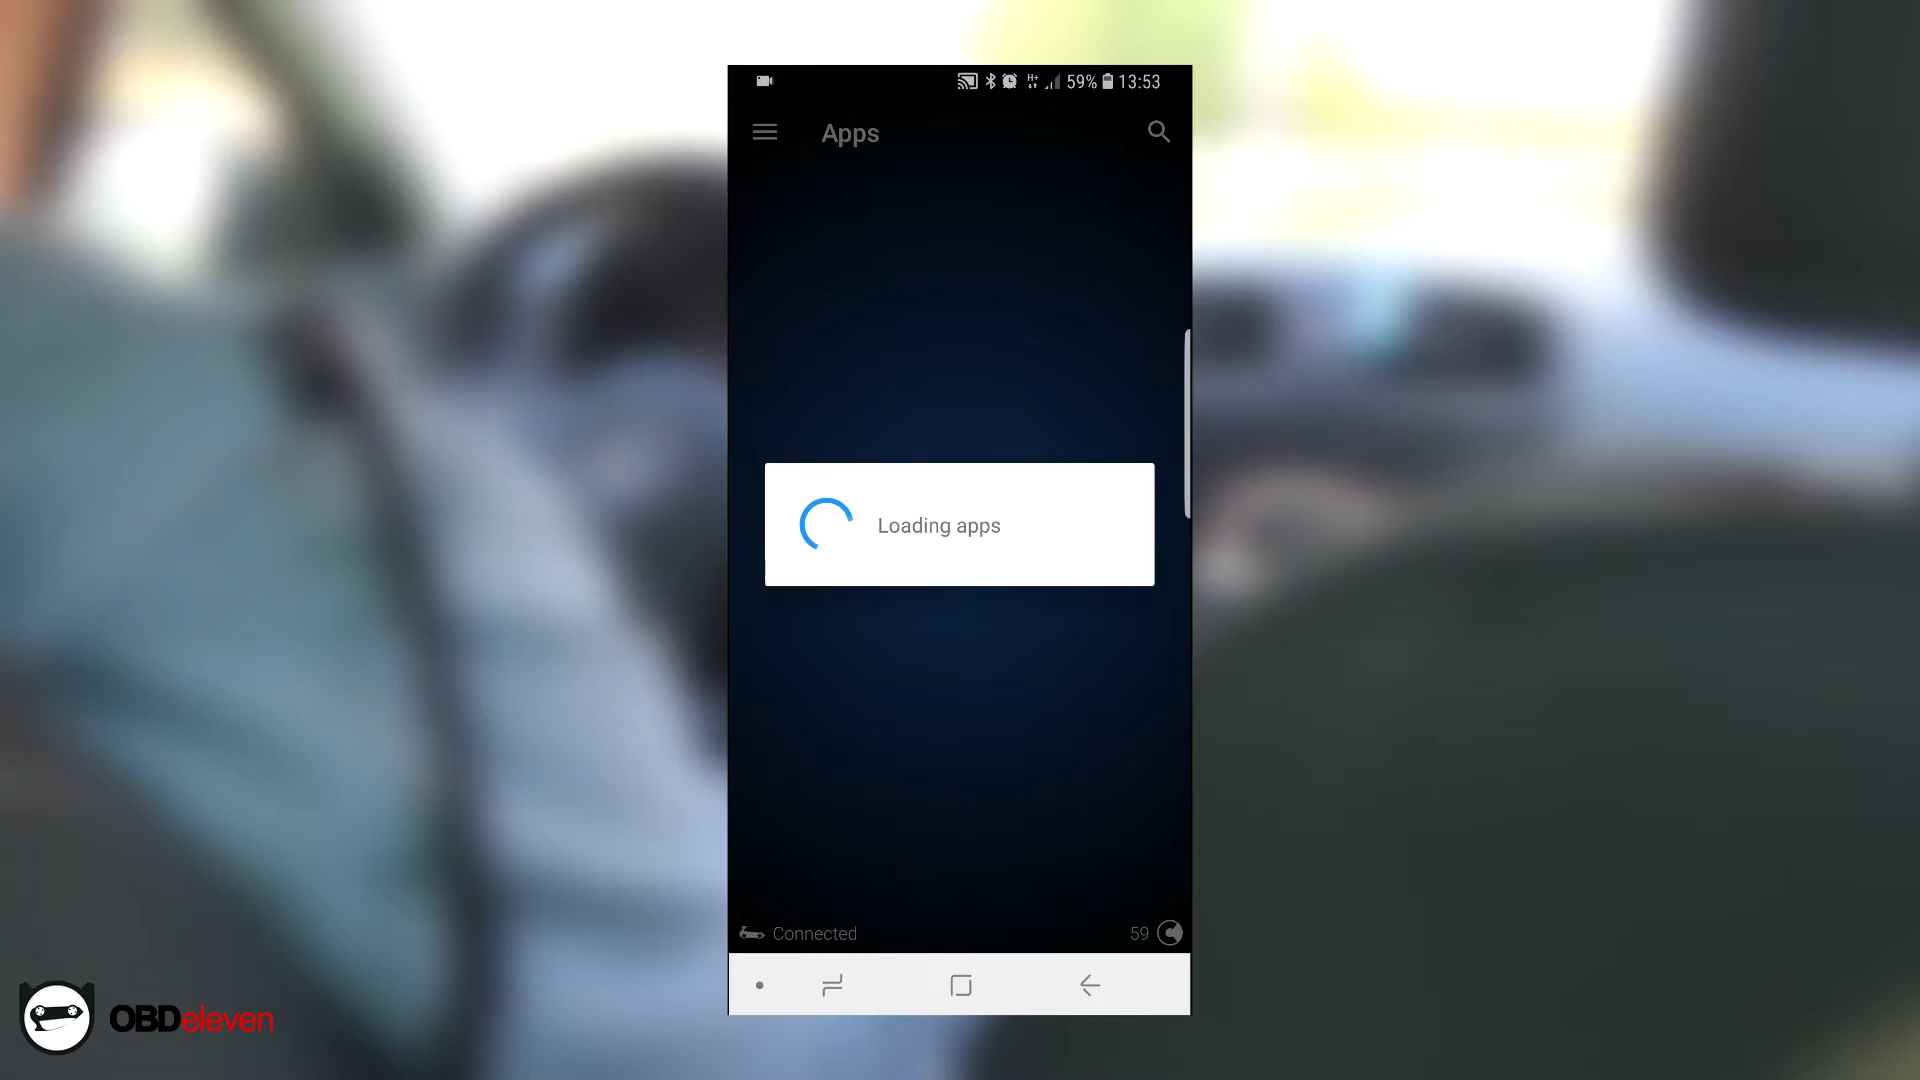 H+ 59% 13:53
Apps
Loading apps
Connected 59
OBDeleven